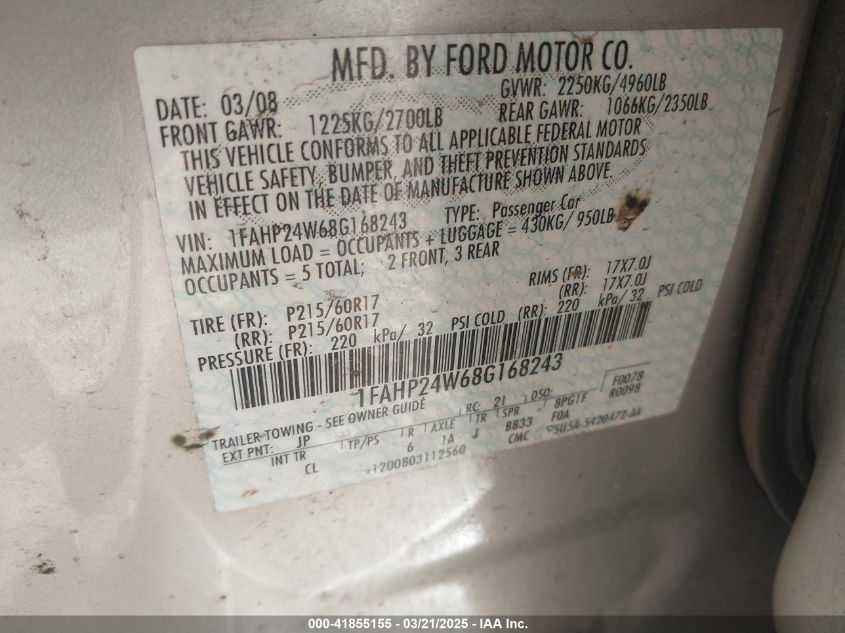 MFD. BY FORD MOTOR CO.
DATE: 03/08 GVWR: 2250KG/4960LB
FRONT GAWR: 1225KG/2700LB REAR GAWR: 1066KG/2350LB
THIS VEHICLE CONFORMS TO ALL APPLICABLE FEDERAL MOTOR
VEHICLE SAFETY, BUMPER, AND THEFT PREVENTION STANDARDS
IN EFFECT ON THE DATE OF MANUFACTURE SHOWN ABOVE.
VIN: 1FAHP24W68G168243 TYPE: Passenger Car
MAXIMUM LOAD = OCCUPANTS + LUGGAGE = 430KG/ 950LB
OCCUPANTS = 5 TOTAL; 2 FRONT, 3 REAR
TIRE (FR): P215/60R17 RIMS (FR): 17X7.0J
(RR): P215/60R17 (RR): 17X7.0J
PRESSURE (FR): 220 kPa/ 32 PSI COLD (RR): 220 kPa/ 32 PSI COLD
1FAHP24W68G168243
TRAILER-TOWING - SEE OWNER GUIDE RC: 21 DSO: F0078
EXT PNT: JP TP/PS R AXLE TR SPR 8PG1F R0098
INT TR CL 6 1A J BB33 F0A
1200803112560 CMC ▽5U5A-5420472-AA
000-41855155 — 03/21/2025 — IAA Inc.